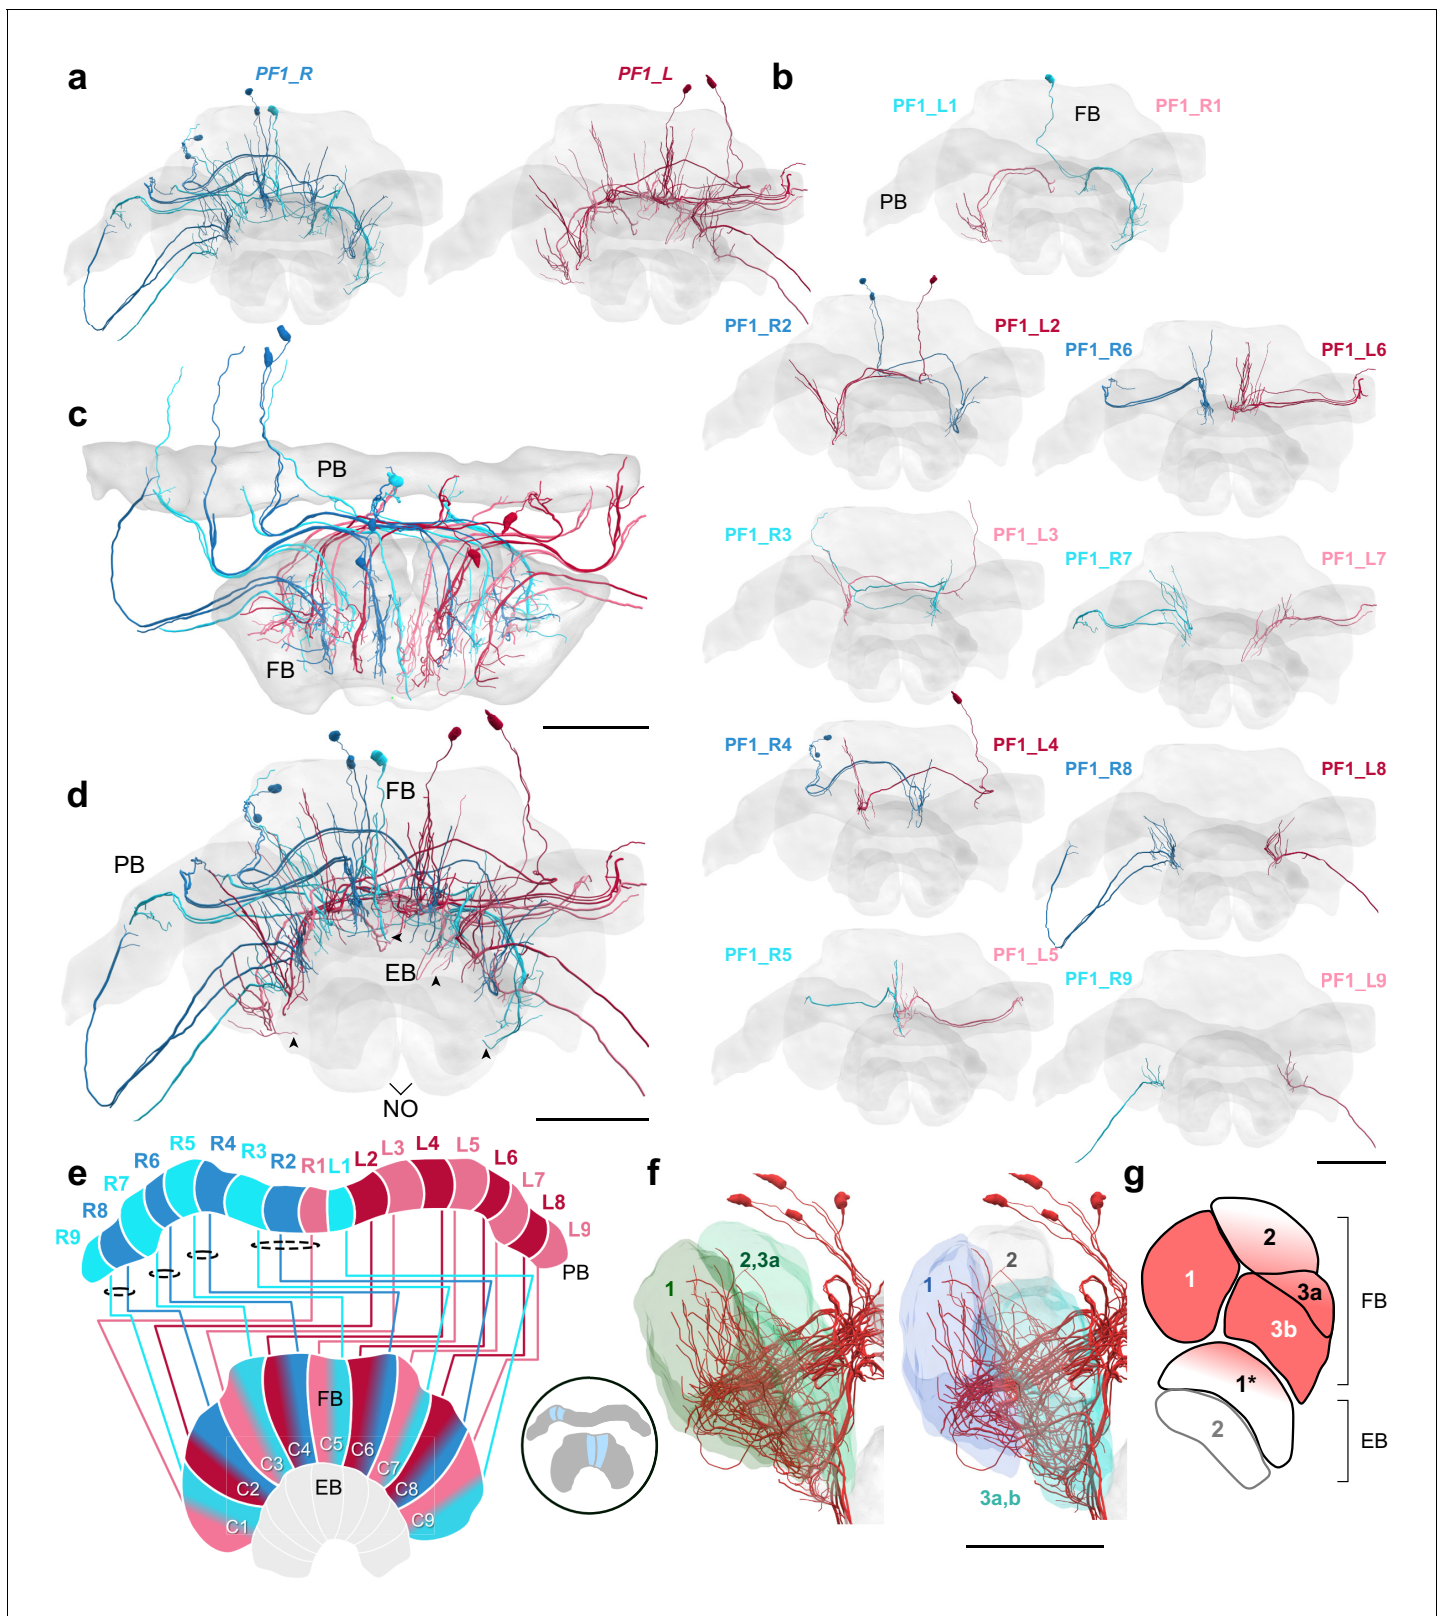 a
PF1_R
PF1_L
b
PF1_L1
FB
PF1_R1
PB
PF1_R2
PF1_L2
PF1_R6
PF1_L6
PF1_R3
PF1_L3
PF1_R7
PF1_L7
PF1_R4
PF1_L4
PF1_R8
PF1_L8
PF1_R5
PF1_L5
PF1_R9
PF1_L9
c
PB
FB
d
FB
PB
EB
NO
e
R9
R8
R7
R6
R5
R4
R3
R2
R1
L1
L2
L3
L4
L5
L6
L7
L8
L9
PB
FB
C1
C2
C3
C4
C5
C6
C7
C8
C9
EB
f
1
2,3a
1
2
3a,b
g
2
1
3a
3b
FB
1*
2
EB